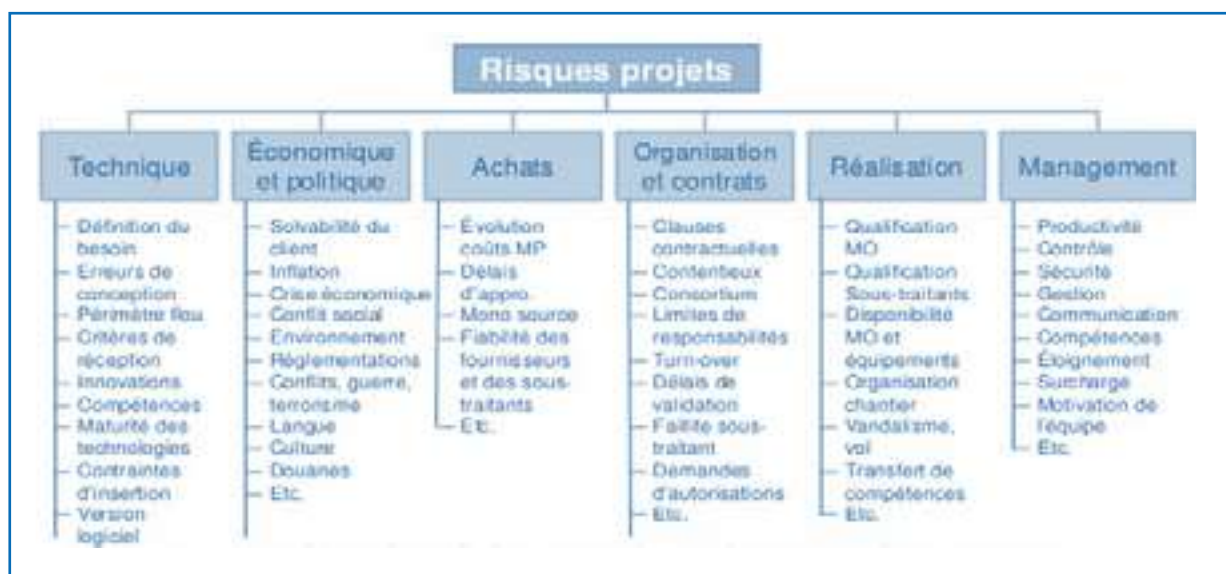 Risques projets
Technique
Définition du
besoin
Erreurs de
conception
Périmètre flou
Critères de
réception
Innovations
Compétences
Maturité des
technologies
Contraintes
d'insertion
Version
logiciel
Économique
et politique
Solvabilité du
client
Inflation
Crise économique
Conflit social
Environnement
Réglementations
Conflits, guerre,
terrorisme
Langue
Culture
Douanes
Etc.
Achats
Évolution
coûts MP
Délais
d'appro.
Mono source
Fiabilité des
fournisseurs
et des sous-
traitants
Etc.
Organisation
et contrats
Clauses
contractuelles
Contentieux
Consortium
Limites de
responsabilités
Turn-over
Délais de
validation
Faillite sous-
traitant
Demandes
d'autorisations
Etc.
Réalisation
Qualification
MO
Qualification
Sous-traitants
Disponibilité
MO et
équipements
Organisation
chantier
Vandalisme,
vol
Transfert de
compétences
Etc.
Management
Productivité
Contrôle
Sécurité
Gestion
Communication
Compétences
Éloignement
Surcharge
Motivation de
l'équipe
Etc.